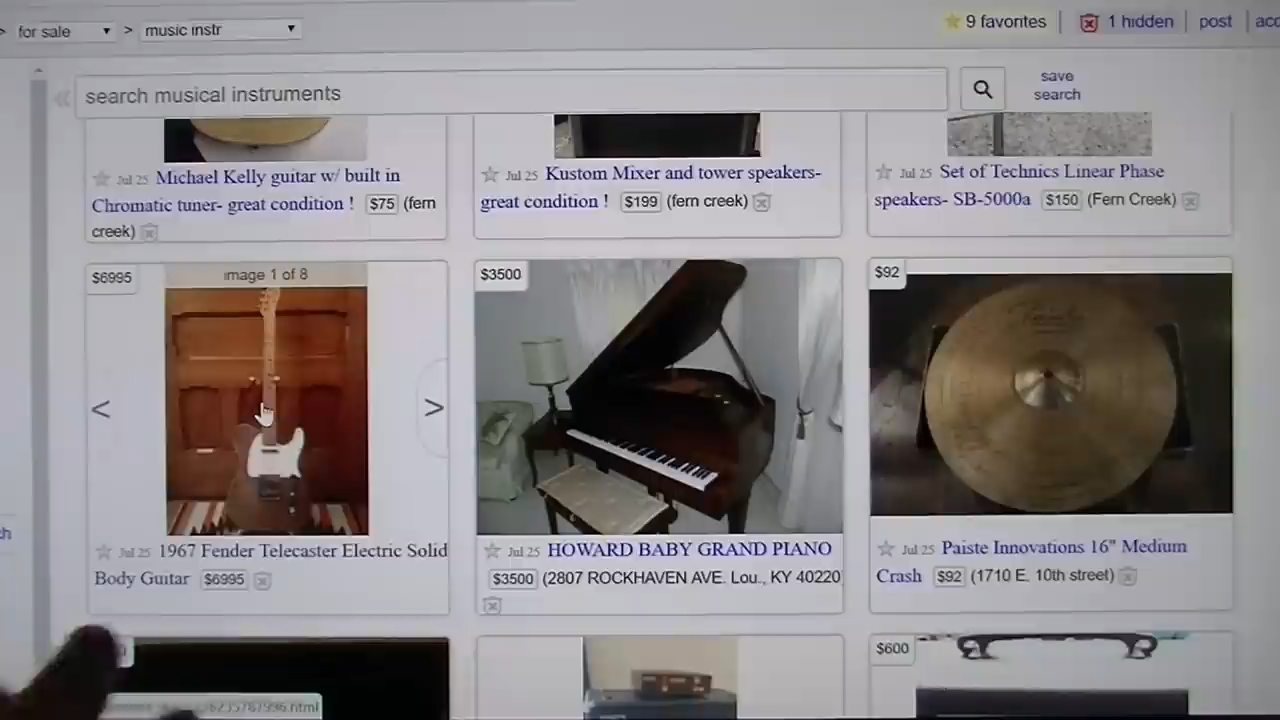 > for sale > music instr
9 favorites 1 hidden post
search musical instruments
save
search
Jul 25 Michael Kelly guitar w/ built in
Chromatic tuner- great condition ! $75 (fern
creek)
Jul 25 Kustom Mixer and tower speakers-
great condition ! $199 (fern creek)
Jul 25 Set of Technics Linear Phase
speakers- SB-5000a $150 (Fern Creek)
$6995
image 1 of 8
< >
Jul 25 1967 Fender Telecaster Electric Solid
Body Guitar $6995
$3500
Jul 25 HOWARD BABY GRAND PIANO
$3500 (2807 ROCKHAVEN AVE. Lou., KY 40220
$92
Jul 25 Paiste Innovations 16" Medium
Crash $92 (1710 E. 10th street)
$600